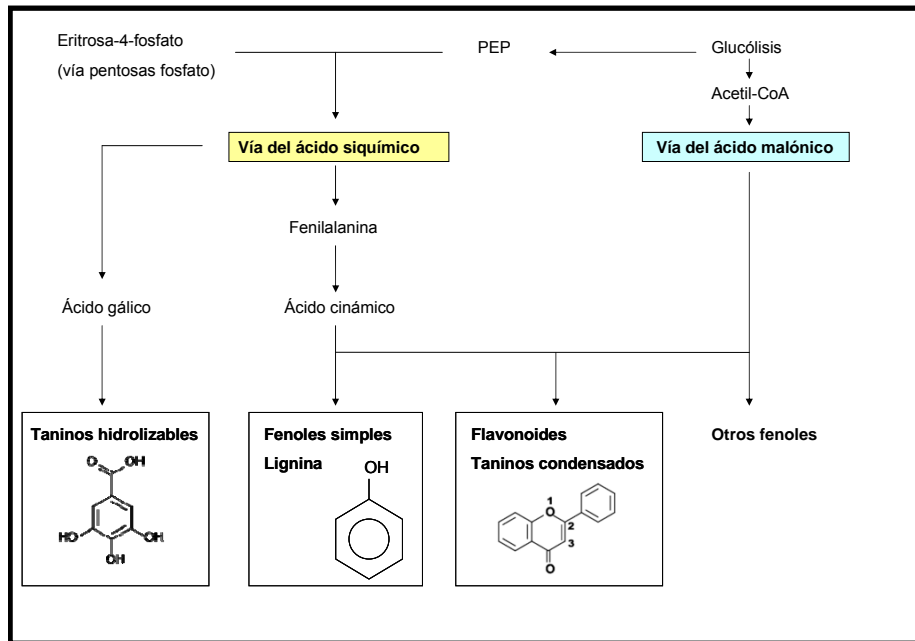 Eritrosa-4-fosfato
(vía pentosas fosfato)
PEP
Glucólisis
Acetil-CoA
Vía del ácido siquímico
Vía del ácido malónico
Fenilalanina
Ácido gálico
Ácido cinámico
Taninos hidrolizables
O
OH
HO
OH
OH
Fenoles simples
Lignina
OH
Flavonoides
Taninos condensados
1
O
2
3
O
Otros fenoles